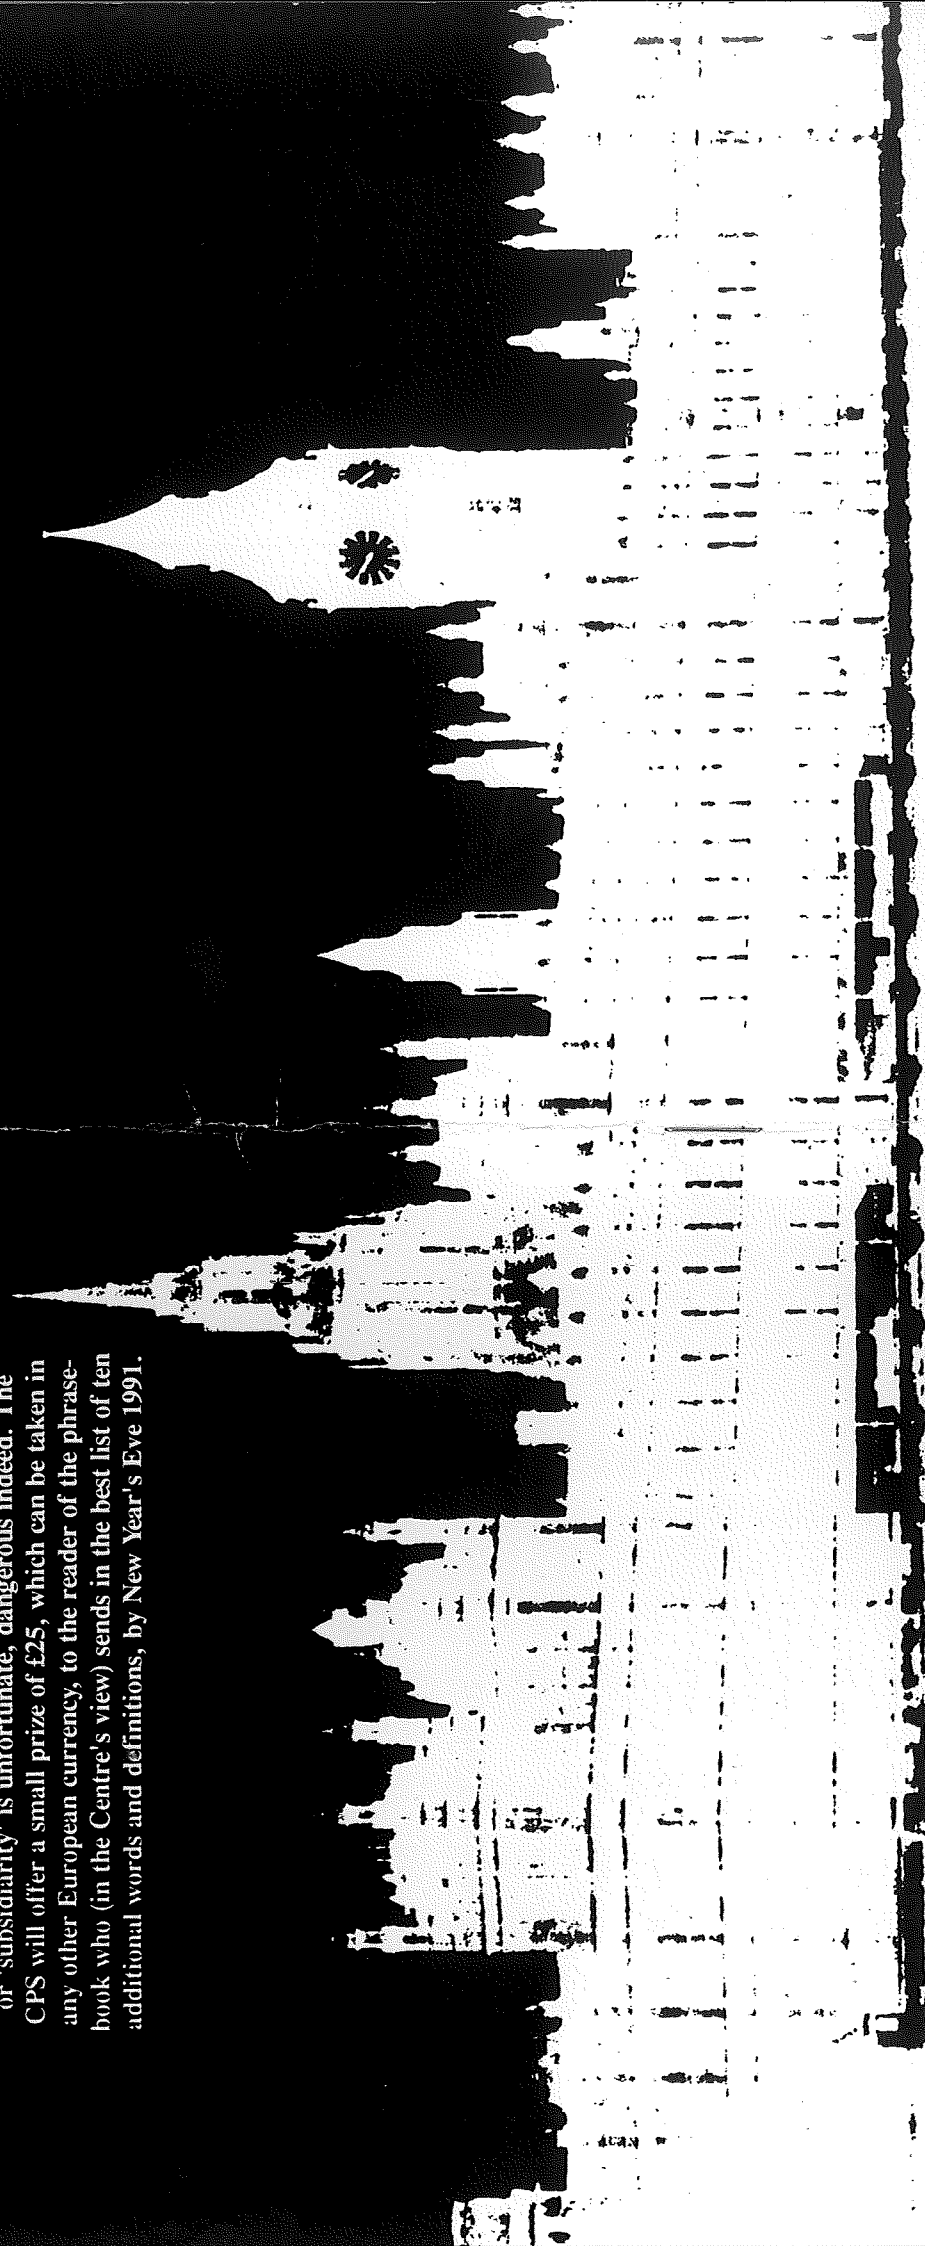 or 'subsidiarity' is unfortunate, dangerous indeed. The
CPS will offer a small prize of £25, which can be taken in
any other European currency, to the reader of the phrase-
book who (in the Centre's view) sends in the best list of ten
additional words and definitions, by New Year's Eve 1991.